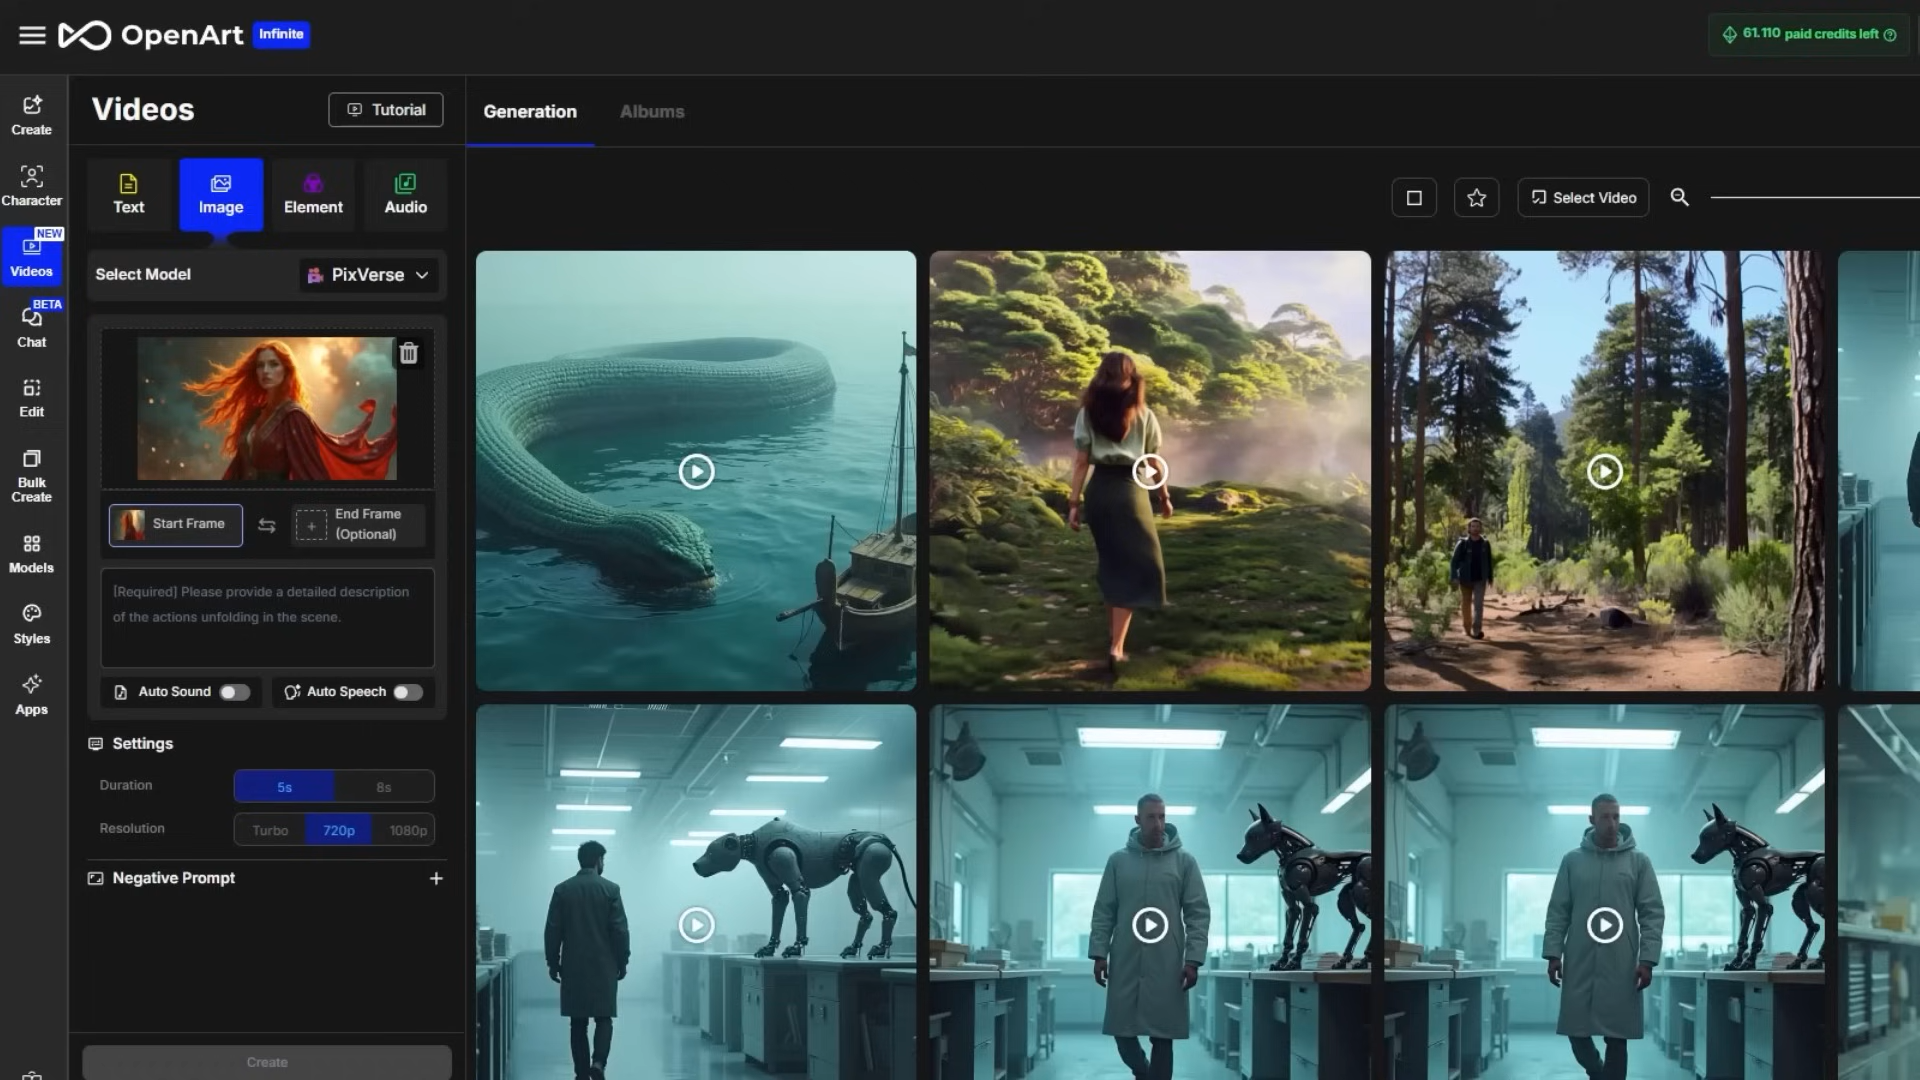 OpenArt Infinite
61.110 paid credits left
Create
Character
NEW
Videos
BETA
Chat
Edit
Bulk
Create
Models
Styles
Apps
Videos
Tutorial
Text
Image
Element
Audio
Select Model
PixVerse
Start Frame
End Frame
(Optional)
[Required] Please provide a detailed description
of the actions unfolding in the scene.
Auto Sound
Auto Speech
Settings
Duration
5s
8s
Resolution
Turbo
720p
1080p
Negative Prompt
Create
Generation
Albums
Select Video